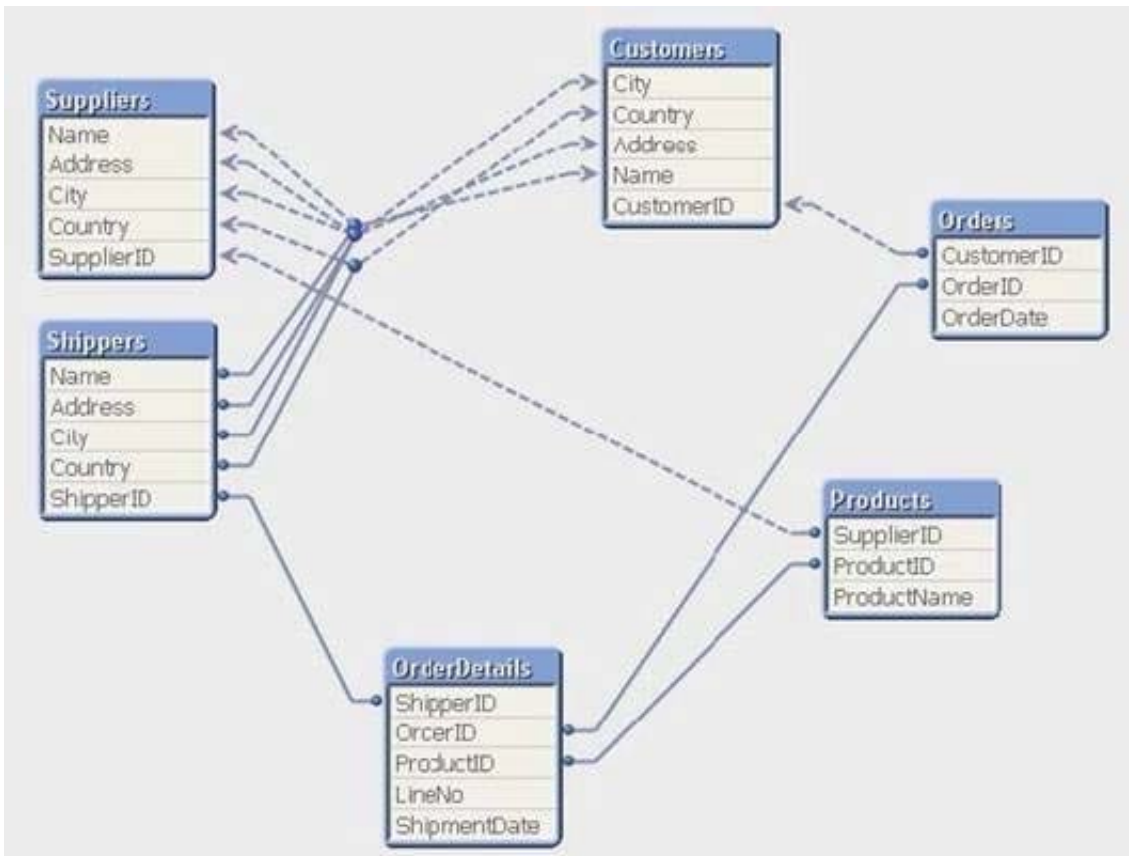 Suppliers
Name
Address
City
Country
SupplierID
Customers
City
Country
Address
Name
CustomerID
Orders
CustomerID
OrderID
OrderDate
Shippers
Name
Address
City
Country
ShipperID
Products
SupplierID
ProductID
ProductName
OrderDetails
ShipperID
OrcerID
ProductID
LineNo
ShipmentDate